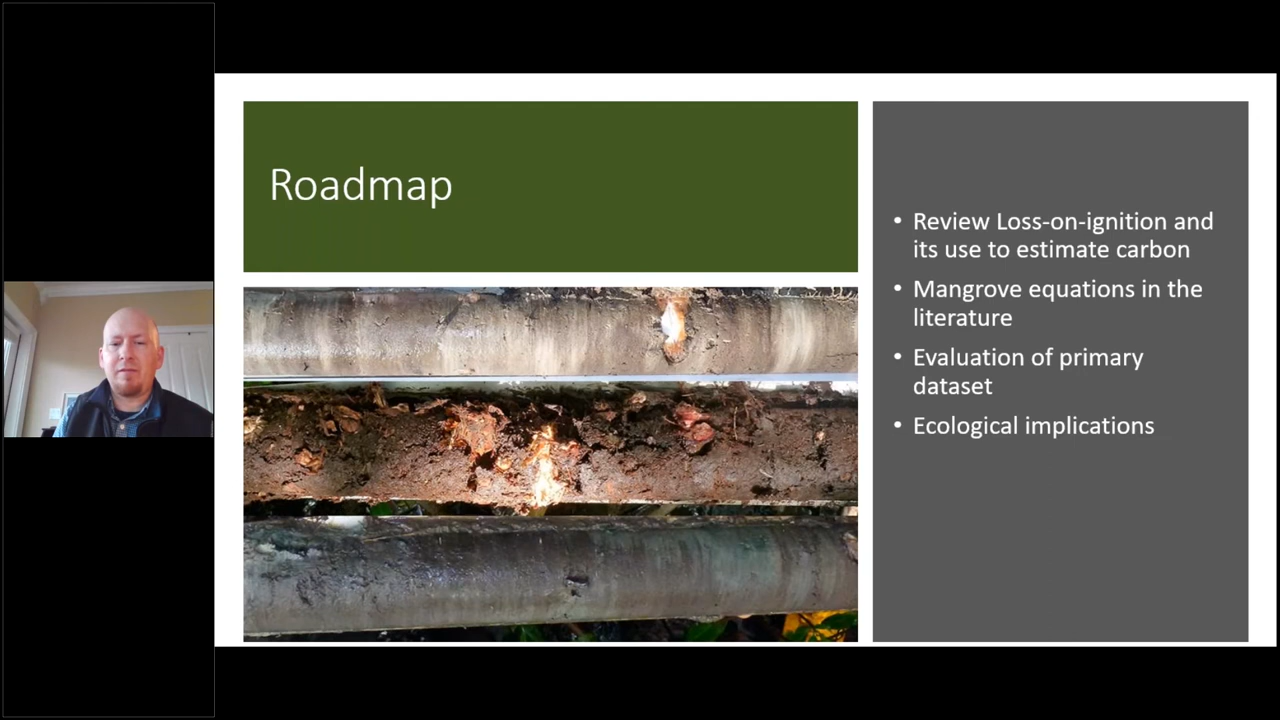 Roadmap
• Review Loss-on-ignition and
its use to estimate carbon
• Mangrove equations in the
literature
• Evaluation of primary
dataset
• Ecological implications